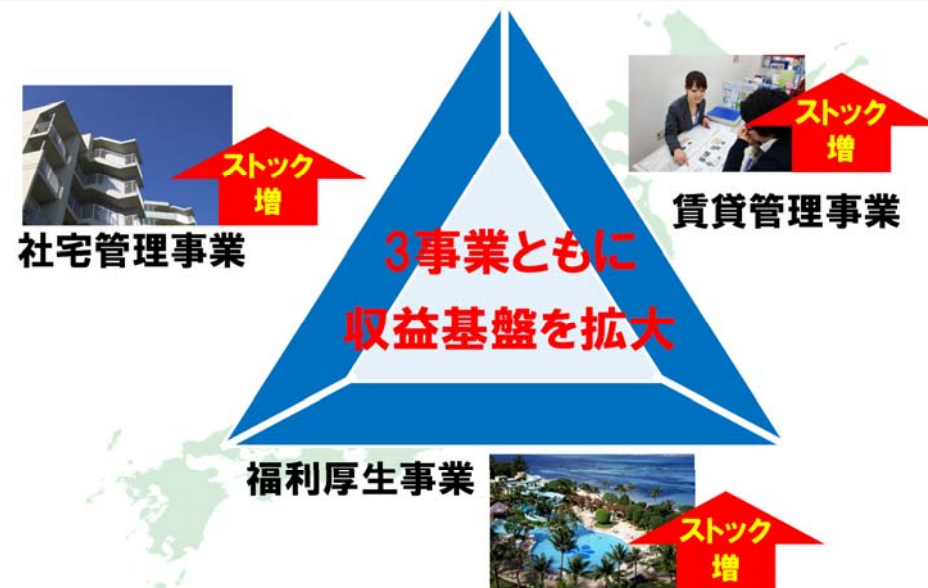 ストック
増
社宅管理事業
ストック
増
賃貸管理事業
3事業ともに
収益基盤を拡大
福利厚生事業
ストック
増